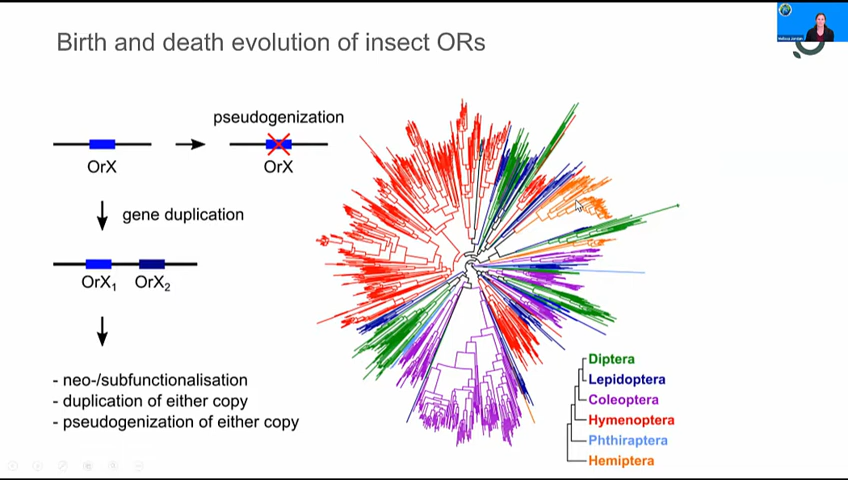 Birth and death evolution of insect ORs
pseudogenization
OrX
OrX
gene duplication
OrX₁ OrX₂
- neo-/subfunctionalisation
- duplication of either copy
- pseudogenization of either copy
Diptera
Lepidoptera
Coleoptera
Hymenoptera
Phthiraptera
Hemiptera